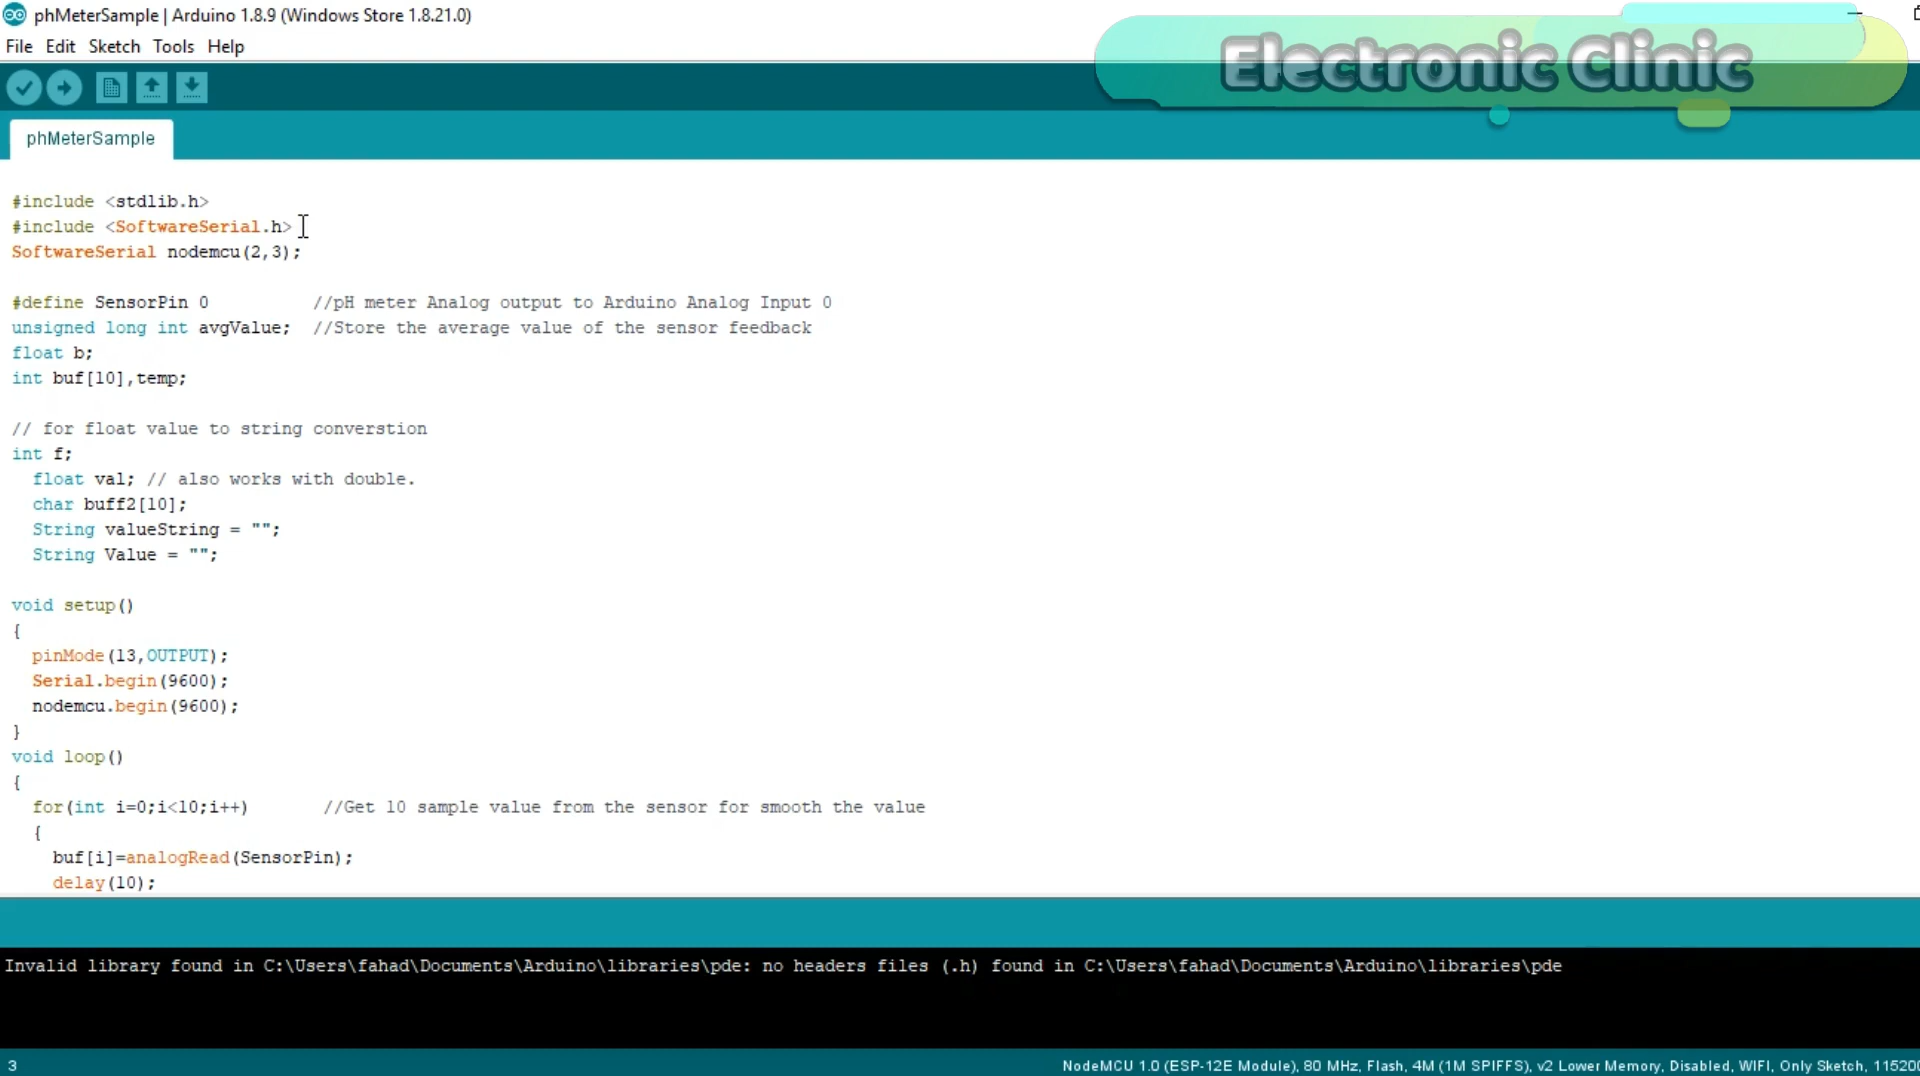 phMeterSample | Arduino 1.8.9 (Windows Store 1.8.21.0)
File Edit Sketch Tools Help
Electronic Clinic
phMeterSample
#include <stdlib.h>
#include <SoftwareSerial.h>
SoftwareSerial nodemcu(2,3);
#define SensorPin 0          //pH meter Analog output to Arduino Analog Input 0
unsigned long int avgValue;  //Store the average value of the sensor feedback
float b;
int buf[10],temp;
// for float value to string converstion
int f;
float val; // also works with double.
char buff2[10];
String valueString = "";
String Value = "";
void setup()
{
pinMode(13,OUTPUT);
Serial.begin(9600);
nodemcu.begin(9600);
}
void loop()
{
for(int i=0;i<10;i++)       //Get 10 sample value from the sensor for smooth the value
{
buf[i]=analogRead(SensorPin);
delay(10);
Invalid library found in C:\Users\fahad\Documents\Arduino\libraries\pde: no headers files (.h) found in C:\Users\fahad\Documents\Arduino\libraries\pde
3
NodeMCU 1.0 (ESP-12E Module), 80 MHz, Flash, 4M (1M SPIFFS), v2 Lower Memory, Disabled, WIFI, Only Sketch, 115200